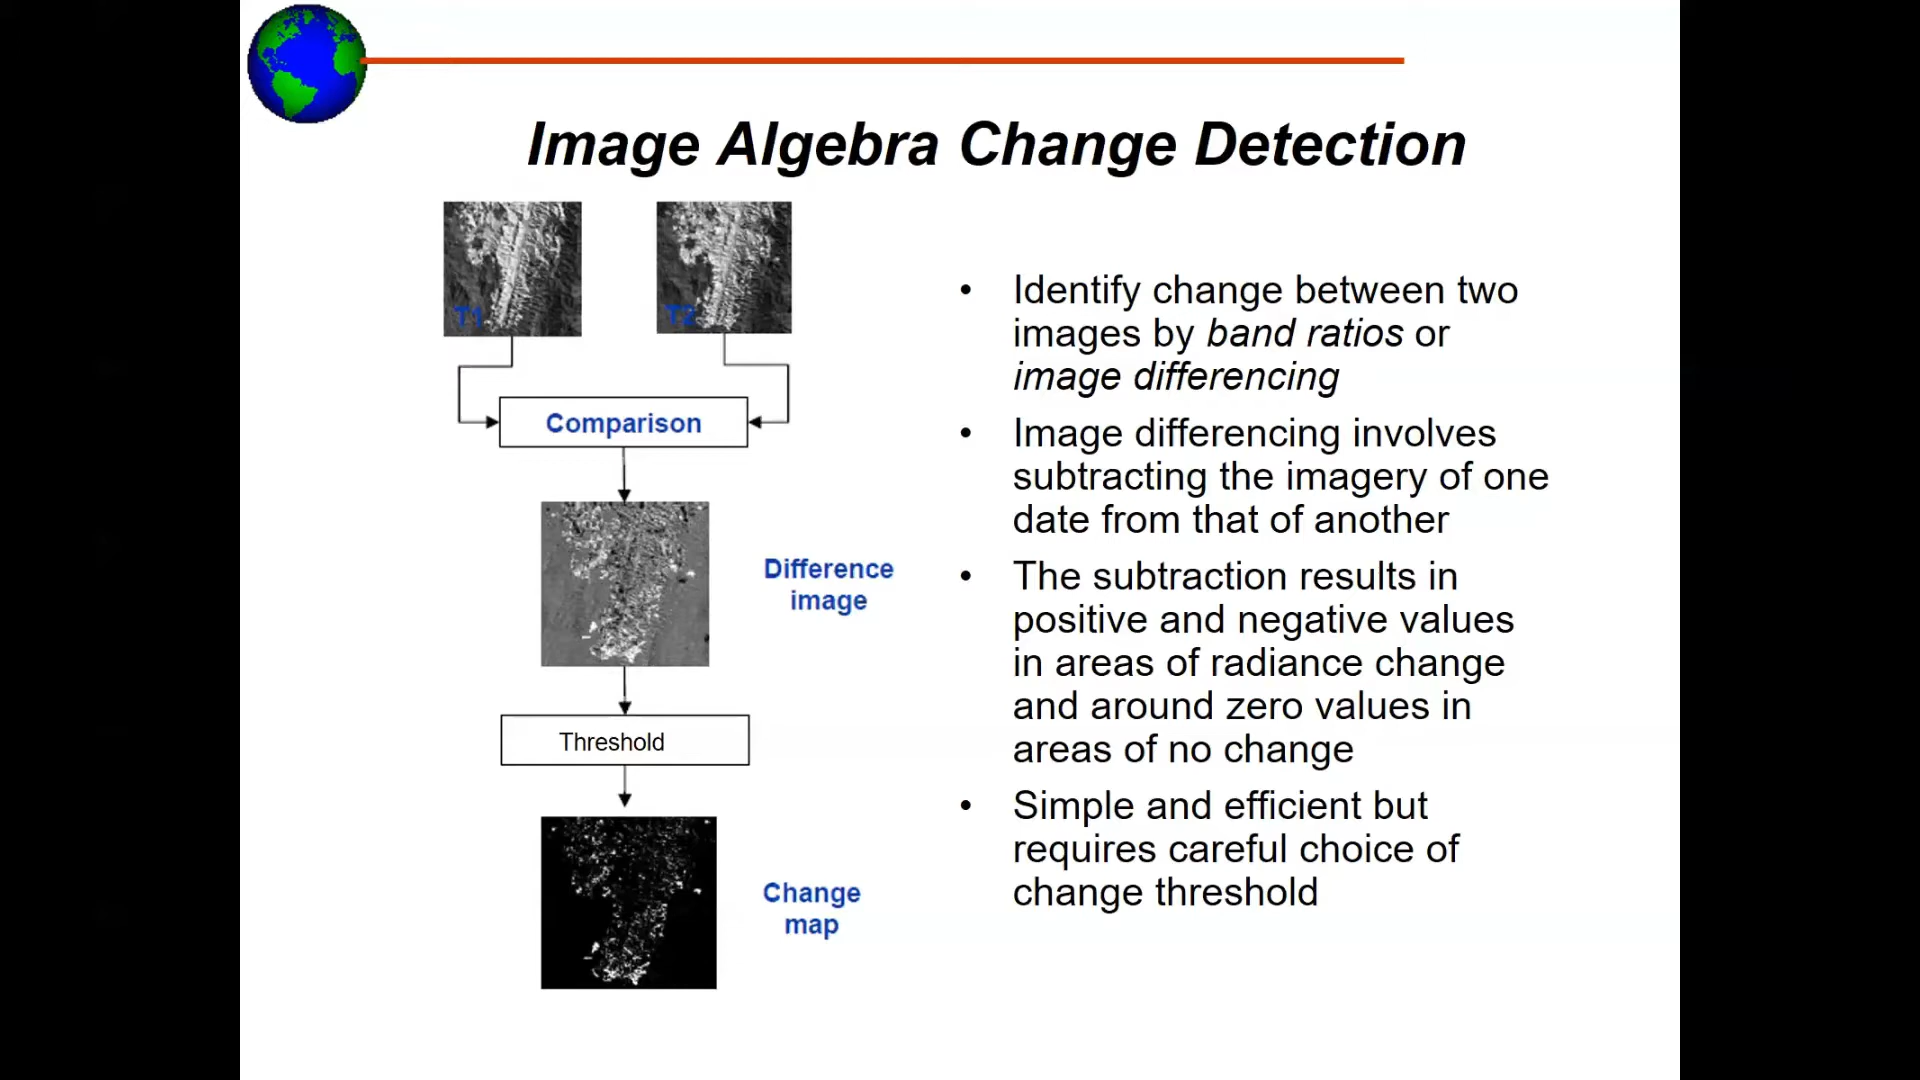 Image Algebra Change Detection
T1
T2
Comparison
Difference
image
Threshold
Change
map
• Identify change between two
images by band ratios or
image differencing
• Image differencing involves
subtracting the imagery of one
date from that of another
• The subtraction results in
positive and negative values
in areas of radiance change
and around zero values in
areas of no change
• Simple and efficient but
requires careful choice of
change threshold